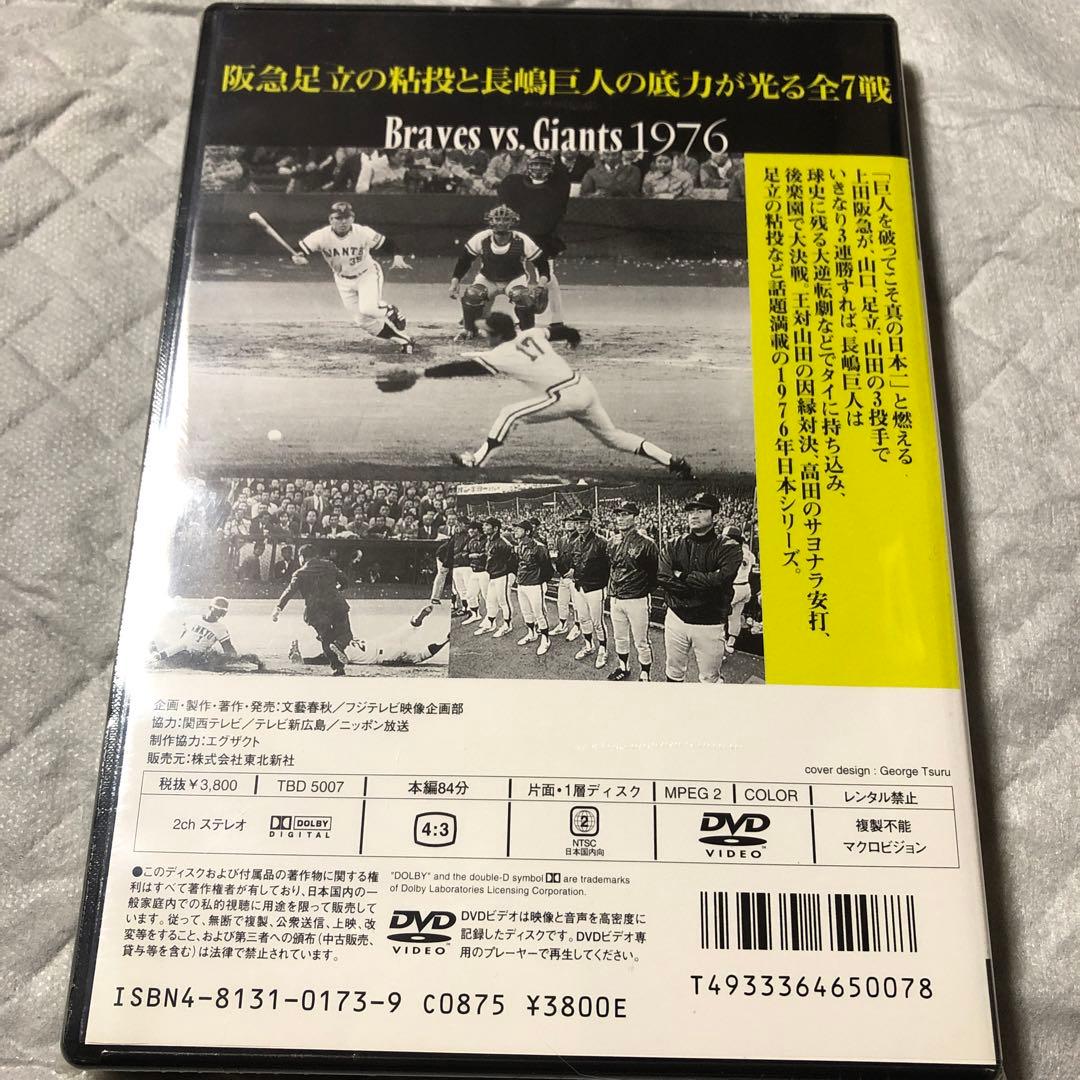 阪急足立の粘投と長嶋巨人の底力が光る全7戦
Braves vs. Giants 1976
「巨人を破ってこそ真の日本一」と燃える
上田阪急が、山口、足立、山田の3投手で
いきなり3連勝すれば、長嶋巨人は
球史に残る大逆転劇などでタイに持ち込み、
後楽園で大決戦。王対山田の因縁対決、高田のサヨナラ安打、
足立の粘投など話題満載の1976年日本シリーズ。
GIANTS
35
17
企画・製作・著作・発売:文藝春秋／フジテレビ映像企画部
協力:関西テレビ／テレビ新広島／ニッポン放送
制作協力:エグザクト
販売元:株式会社東北新社
cover design : George Tsuru
税抜￥3,800 TBD 5007 本編84分 片面・1層ディスク MPEG 2 COLOR レンタル禁止
2ch ステレオ DOLBY DIGITAL 4:3 2 NTSC 日本国内向 DVD VIDEO 複製不能 マクロビジョン
●このディスクおよび付属品の著作物に関する権
利はすべて著作権者が有しており、日本国内の一
般家庭内での私的視聴に用途を限って販売して
います。従って、無断で複製、公衆送信、上映、改
変等をすること、および第三者への頒布(中古販売、
貸与等を含む)は法律で禁止されています。
"DOLBY" and the double-D symbol are trademarks
of Dolby Laboratories Licensing Corporation.
DVD VIDEO
DVDビデオは映像と音声を高密度に
記録したディスクです。DVDビデオ専
用のプレーヤーで再生してください。
T4933364650078
ISBN4-8131-0173-9 C0875 ¥3800E